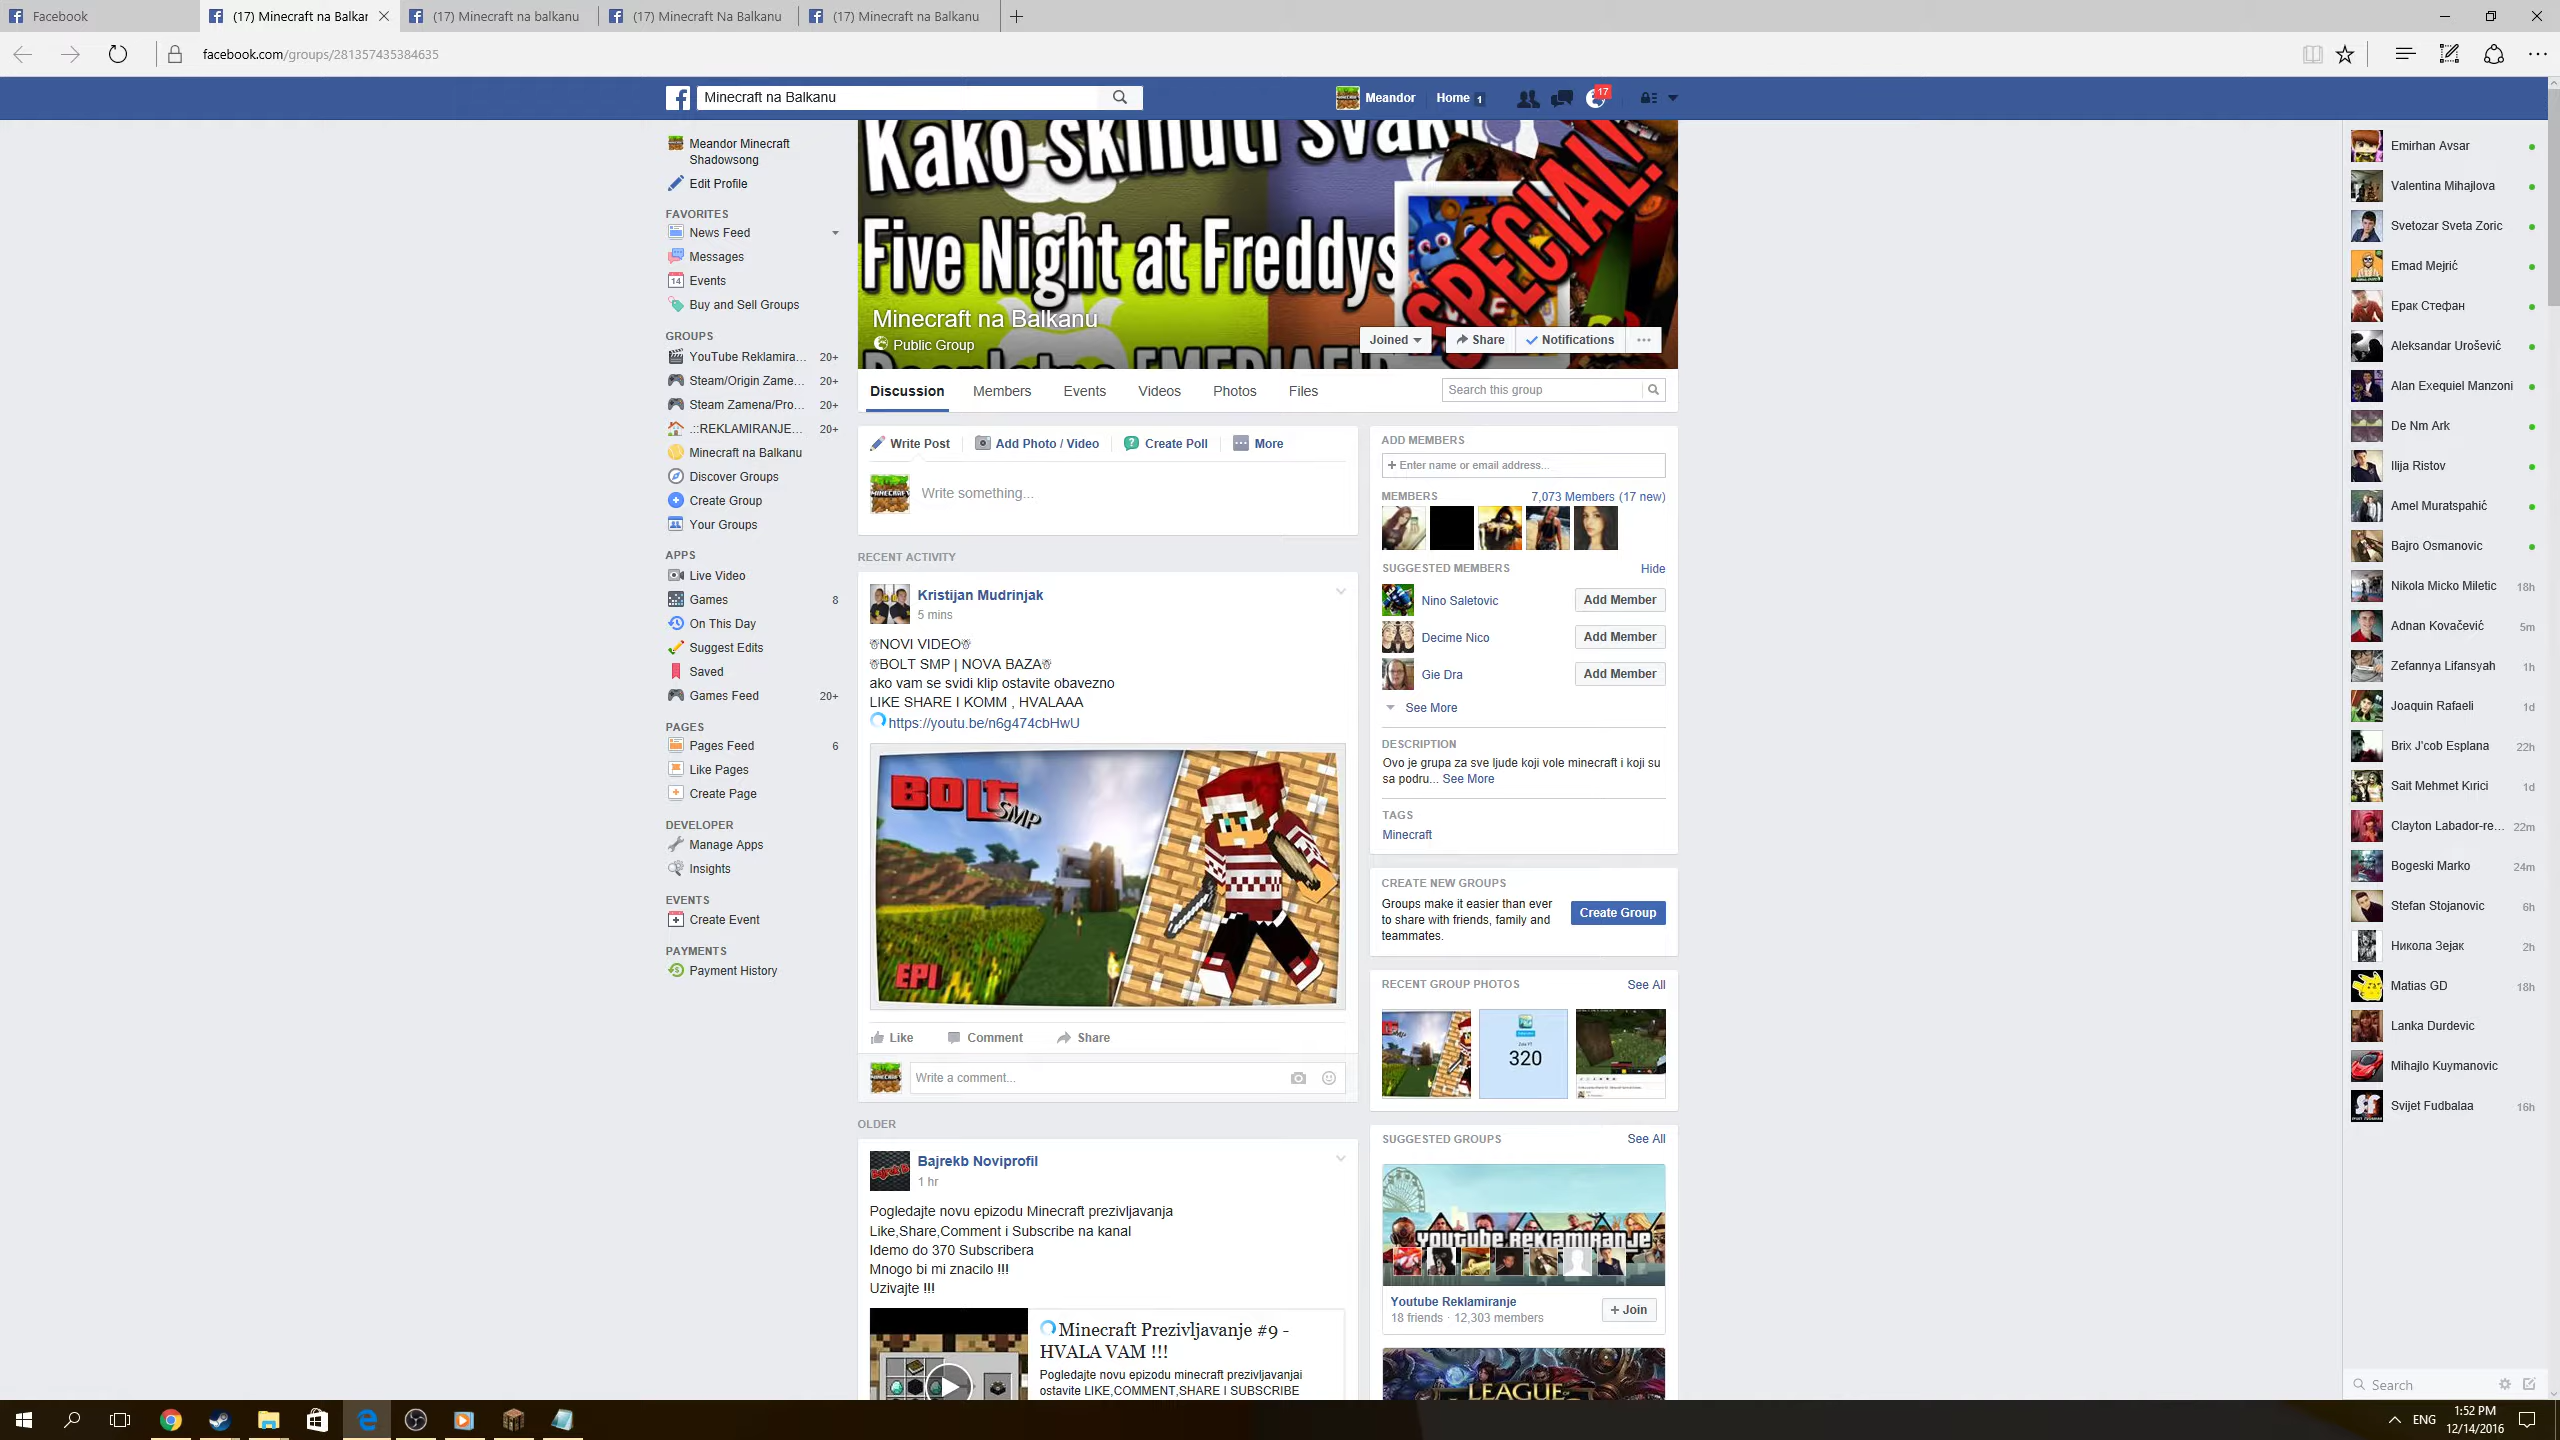 Facebook
(17) Minecraft na Balkar
(17) Minecraft na balkanu
(17) Minecraft Na Balkanu
(17) Minecraft na Balkanu
facebook.com/groups/281357435384635
Minecraft na Balkanu
Meandor
Home 1
17
Meandor Minecraft
Shadowsong
Edit Profile
FAVORITES
News Feed
Messages
14 Events
Buy and Sell Groups
GROUPS
YouTube Reklamira... 20+
Steam/Origin Zame... 20+
Steam Zamena/Pro... 20+
.::REKLAMIRANJE... 20+
Minecraft na Balkanu
Discover Groups
Create Group
Your Groups
APPS
Live Video
Games 8
On This Day
Suggest Edits
Saved
Games Feed 20+
PAGES
Pages Feed 6
Like Pages
Create Page
DEVELOPER
Manage Apps
Insights
EVENTS
Create Event
PAYMENTS
Payment History
Kako skinuti svaki
Five Night at Freddys
SPECIAL!
Minecraft na Balkanu
Public Group
Joined
Share
Notifications
Discussion
Members
Events
Videos
Photos
Files
Search this group
Write Post
Add Photo / Video
Create Poll
More
MINECRAFT
Write something...
RECENT ACTIVITY
Kristijan Mudrinjak
5 mins
☃NOVI VIDEO☃
☃BOLT SMP | NOVA BAZA☃
ako vam se svidi klip ostavite obavezno
LIKE SHARE I KOMM , HVALAAA
https://youtu.be/n6g474cbHwU
BOLT
SMP
EP1
Like
Comment
Share
Write a comment...
OLDER
Bajrekb Noviprofil
1 hr
Pogledajte novu epizodu Minecraft prezivljavanja
Like,Share,Comment i Subscribe na kanal
Idemo do 370 Subscribera
Mnogo bi mi znacilo !!!
Uzivajte !!!
Minecraft Prezivljavanje #9 -
HVALA VAM !!!
Pogledajte novu epizodu minecraft prezivljavanjai
ostavite LIKE,COMMENT,SHARE I SUBSCRIBE
ADD MEMBERS
+ Enter name or email address...
MEMBERS
7,073 Members (17 new)
SUGGESTED MEMBERS
Hide
Nino Saletovic
Add Member
Decime Nico
Add Member
Gie Dra
Add Member
See More
DESCRIPTION
Ovo je grupa za sve ljude koji vole minecraft i koji su
sa podru... See More
TAGS
Minecraft
CREATE NEW GROUPS
Groups make it easier than ever
to share with friends, family and
teammates.
Create Group
RECENT GROUP PHOTOS
See All
320
SUGGESTED GROUPS
See All
YOUTUBE REKLAMIRANJE
Youtube Reklamiranje
18 friends · 12,303 members
+ Join
LEAGUE
Emirhan Avsar
Valentina Mihajlova
Svetozar Sveta Zoric
Emad Mejrić
Ерак Стефан
Aleksandar Urošević
Alan Exequiel Manzoni
De Nm Ark
Ilija Ristov
Amel Muratspahić
Bajro Osmanovic
Nikola Micko Miletic 18h
Adnan Kovačević 5m
Zefannya Lifansyah 1h
Joaquin Rafaeli 1d
Brix J'cob Esplana 22h
Sait Mehmet Kırici 1d
Clayton Labador-re... 22m
Bogeski Marko 24m
Stefan Stojanovic 6h
Никола Зејак 2h
Matias GD 18h
Lanka Durdevic
Mihajlo Kuymanovic
Svijet Fudbalaa 16h
Search
ENG
1:52 PM
12/14/2016